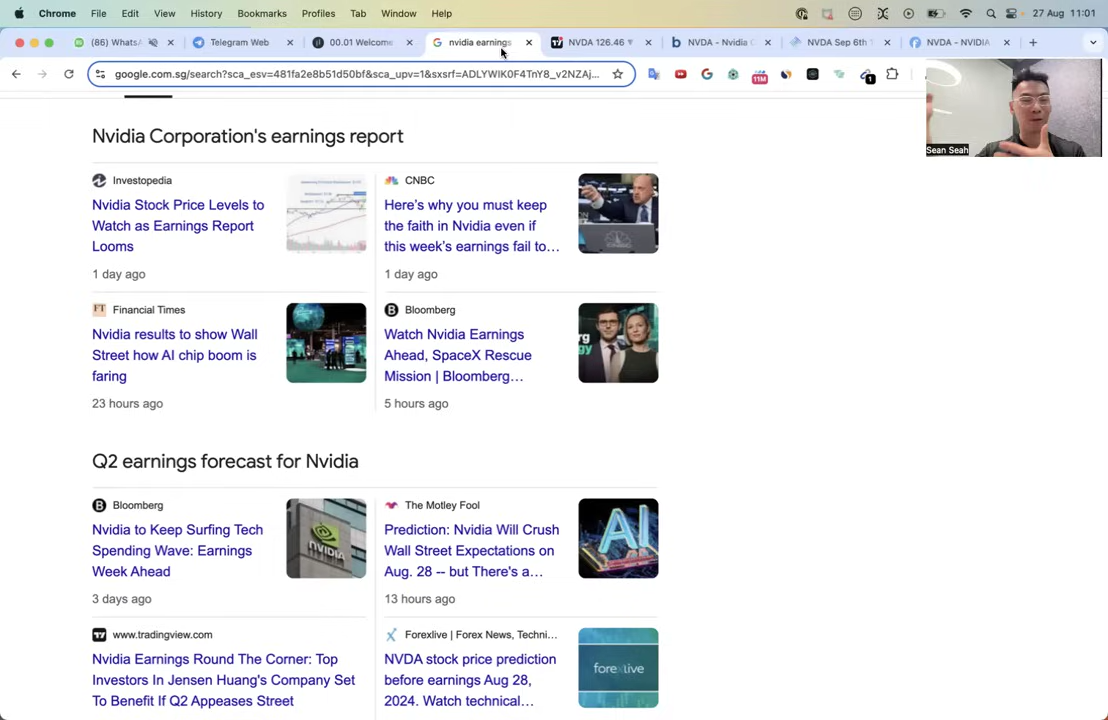 Chrome File Edit View History Bookmarks Profiles Tab Window Help 27 Aug 11:01
(86) WhatsA Telegram Web 00.01 Welcome nvidia earnings NVDA 126.46 NVDA - Nvidia C NVDA Sep 6th NVDA - NVIDIA
google.com.sg/search?sca_esv=481fa2e8b51d50bf&sca_upv=1&sxsrf=ADLYWIK0F4TnY8_v2NZAj...
11M
1
Sean Seah
Nvidia Corporation's earnings report
Investopedia
Nvidia Stock Price Levels to
Watch as Earnings Report
Looms
1 day ago
CNBC
Here's why you must keep
the faith in Nvidia even if
this week's earnings fail to...
1 day ago
FT Financial Times
Nvidia results to show Wall
Street how AI chip boom is
faring
23 hours ago
B Bloomberg
Watch Nvidia Earnings
Ahead, SpaceX Rescue
Mission | Bloomberg...
5 hours ago
Q2 earnings forecast for Nvidia
B Bloomberg
Nvidia to Keep Surfing Tech
Spending Wave: Earnings
Week Ahead
3 days ago
NVIDIA
The Motley Fool
Prediction: Nvidia Will Crush
Wall Street Expectations on
Aug. 28 -- but There's a...
13 hours ago
AI
www.tradingview.com
Nvidia Earnings Round The Corner: Top
Investors In Jensen Huang's Company Set
To Benefit If Q2 Appeases Street
Forexlive | Forex News, Techni...
NVDA stock price prediction
before earnings Aug 28,
2024. Watch technical...
forexlive